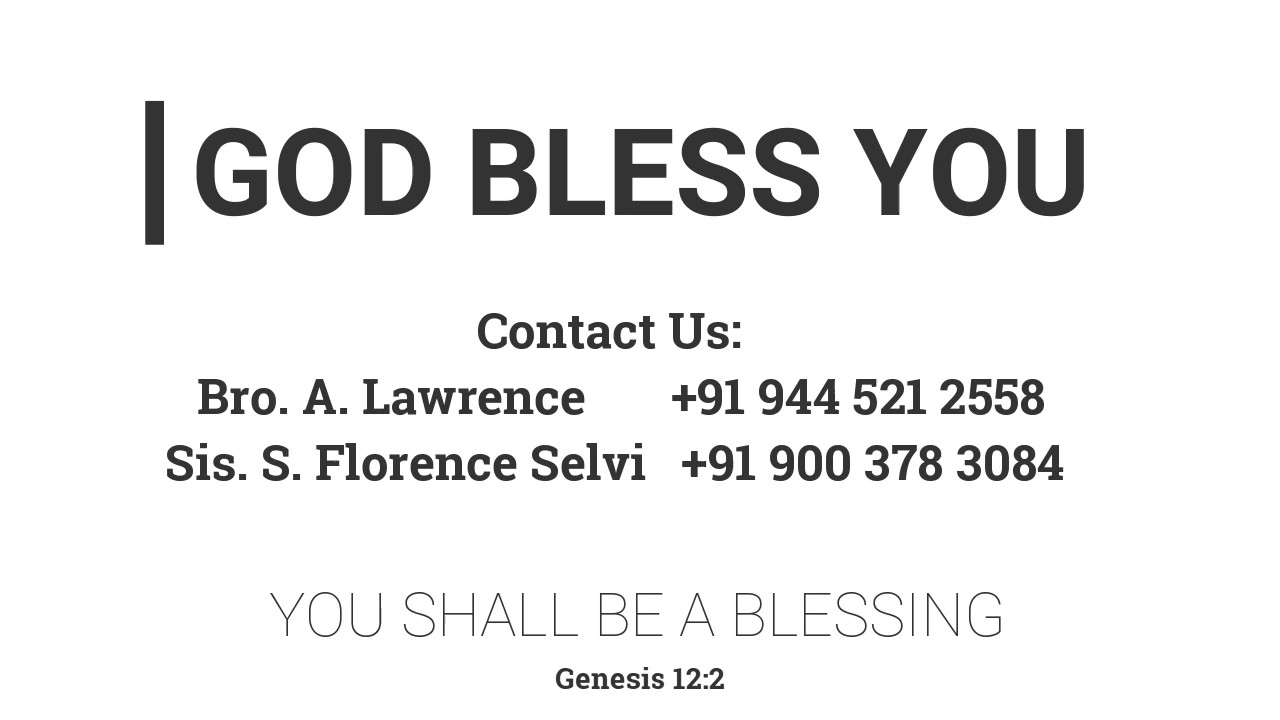 GOD BLESS YOU
Contact Us:
Bro. A. Lawrence +91 944 521 2558
Sis. S. Florence Selvi +91 900 378 3084
YOU SHALL BE A BLESSING
Genesis 12:2